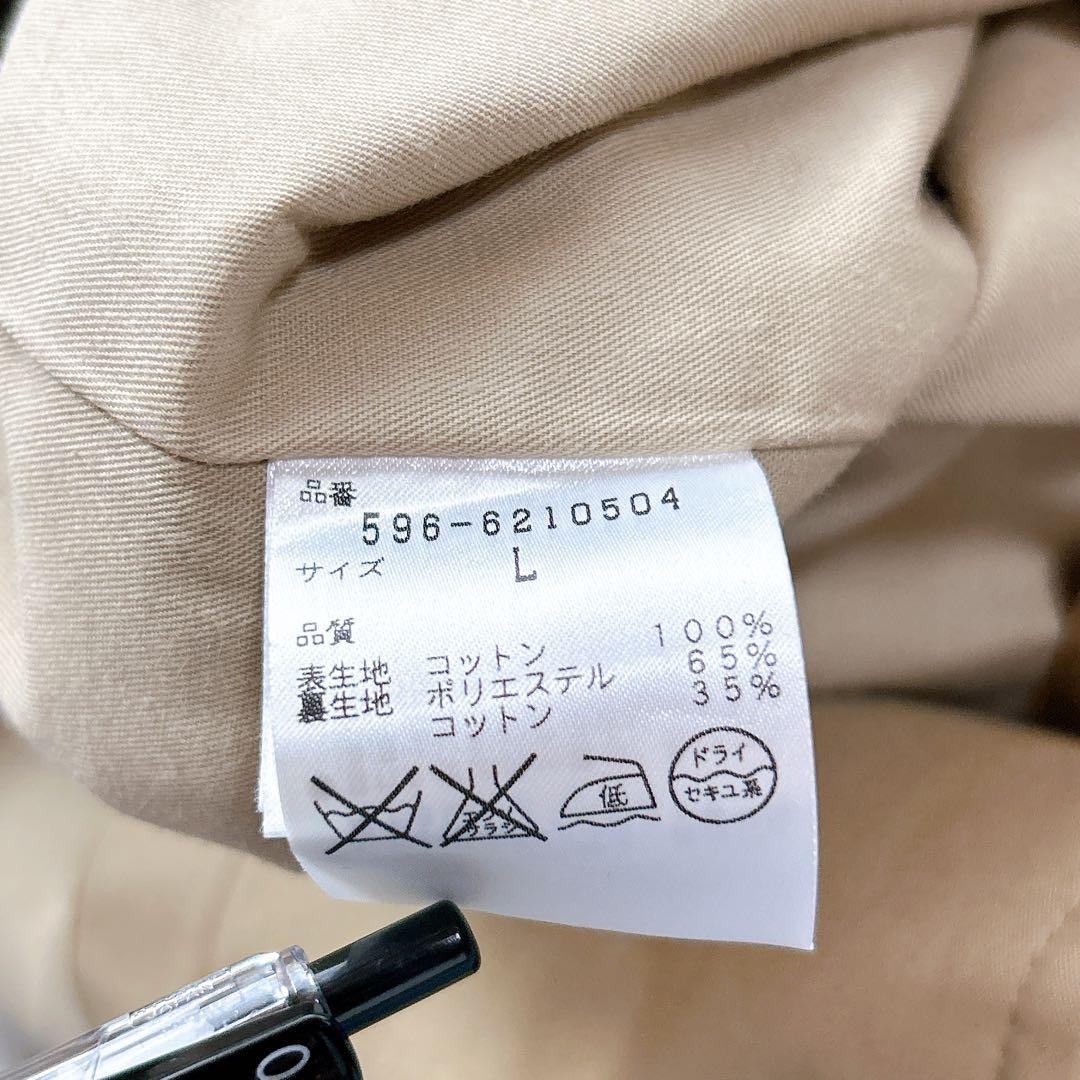 品番
596-6210504
サイズ L
品質
表生地 コットン 100%
裏生地 ポリエステル 65%
コットン 35%
低
ドライ
セキユ系
JAPAN